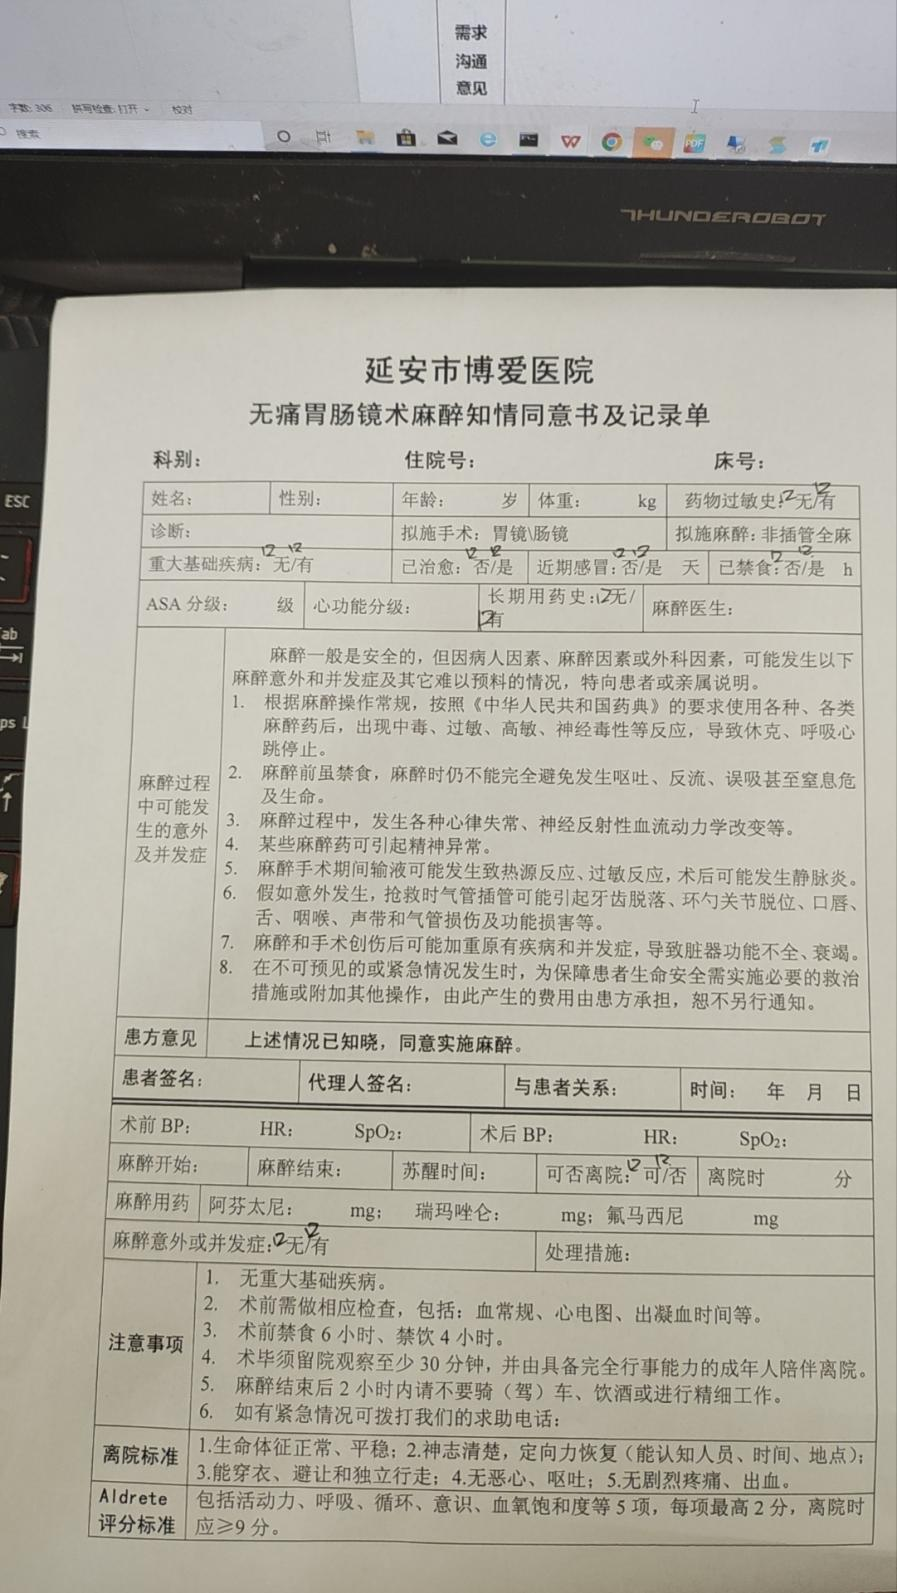 需求
沟通
意见
字数: 306 拼写检查: 打开 校对
搜索
THUNDEROBOT
ESC
Tab
延安市博爱医院
无痛胃肠镜术麻醉知情同意书及记录单
科别: 住院号: 床号:
姓名: 性别: 年龄: 岁 体重: kg 药物过敏史: 无/有
诊断: 拟施手术: 胃镜\肠镜 拟施麻醉: 非插管全麻
重大基础疾病: 无/有 已治愈: 否/是 近期感冒: 否/是 天 已禁食: 否/是 h
ASA 分级: 级 心功能分级: 长期用药史: 无/
有 麻醉医生:
麻醉过程
中可能发
生的意外
及并发症
麻醉一般是安全的，但因病人因素、麻醉因素或外科因素，可能发生以下
麻醉意外和并发症及其它难以预料的情况，特向患者或亲属说明。
1. 根据麻醉操作常规，按照《中华人民共和国药典》的要求使用各种、各类
麻醉药后，出现中毒、过敏、高敏、神经毒性等反应，导致休克、呼吸心
跳停止。
2. 麻醉前虽禁食，麻醉时仍不能完全避免发生呕吐、反流、误吸甚至窒息危
及生命。
3. 麻醉过程中，发生各种心律失常、神经反射性血流动力学改变等。
4. 某些麻醉药可引起精神异常。
5. 麻醉手术期间输液可能发生致热源反应、过敏反应，术后可能发生静脉炎。
6. 假如意外发生，抢救时气管插管可能引起牙齿脱落、环勺关节脱位、口唇、
舌、咽喉、声带和气管损伤及功能损害等。
7. 麻醉和手术创伤后可能加重原有疾病和并发症，导致脏器功能不全、衰竭。
8. 在不可预见的或紧急情况发生时，为保障患者生命安全需实施必要的救治
措施或附加其他操作，由此产生的费用由患方承担，恕不另行通知。
患方意见 上述情况已知晓，同意实施麻醉。
患者签名: 代理人签名: 与患者关系: 时间: 年 月 日
术前 BP: HR: SpO₂: 术后 BP: HR: SpO₂:
麻醉开始: 麻醉结束: 苏醒时间: 可否离院: 可/否 离院时 分
麻醉用药 阿芬太尼: mg; 瑞玛唑仑: mg; 氟马西尼 mg
麻醉意外或并发症: 无/有 处理措施:
注意事项
1. 无重大基础疾病。
2. 术前需做相应检查，包括: 血常规、心电图、出凝血时间等。
3. 术前禁食 6 小时、禁饮 4 小时。
4. 术毕须留院观察至少 30 分钟，并由具备完全行事能力的成年人陪伴离院。
5. 麻醉结束后 2 小时内请不要骑（驾）车、饮酒或进行精细工作。
6. 如有紧急情况可拨打我们的求助电话:
离院标准 1.生命体征正常、平稳; 2.神志清楚，定向力恢复（能认知人员、时间、地点）;
3.能穿衣、避让和独立行走; 4.无恶心、呕吐; 5.无剧烈疼痛、出血。
Aldrete
评分标准
包括活动力、呼吸、循环、意识、血氧饱和度等 5 项，每项最高 2 分，离院时
应≥9 分。